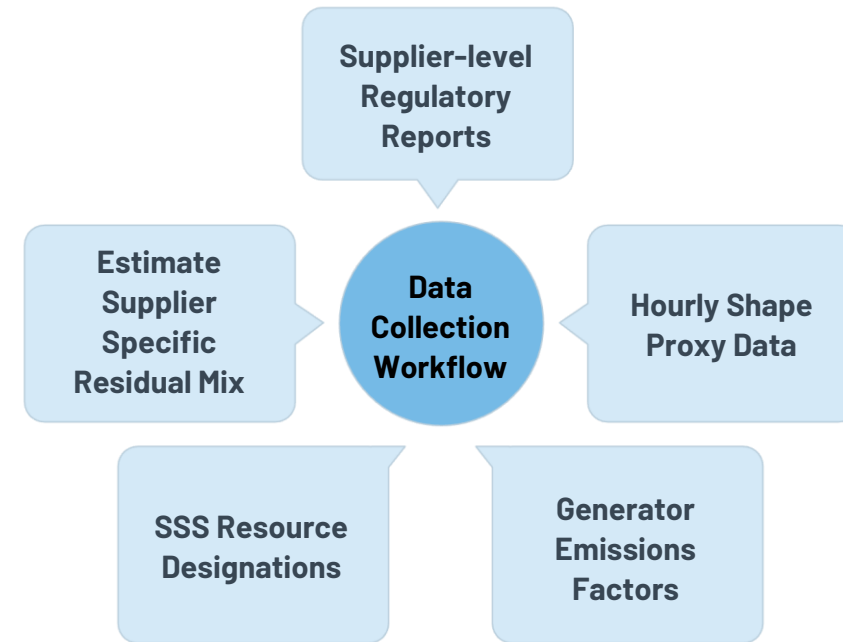 Supplier-level
Regulatory
Reports
Estimate
Supplier
Specific
Residual Mix
Data
Collection
Workflow
Hourly Shape
Proxy Data
SSS Resource
Designations
Generator
Emissions
Factors